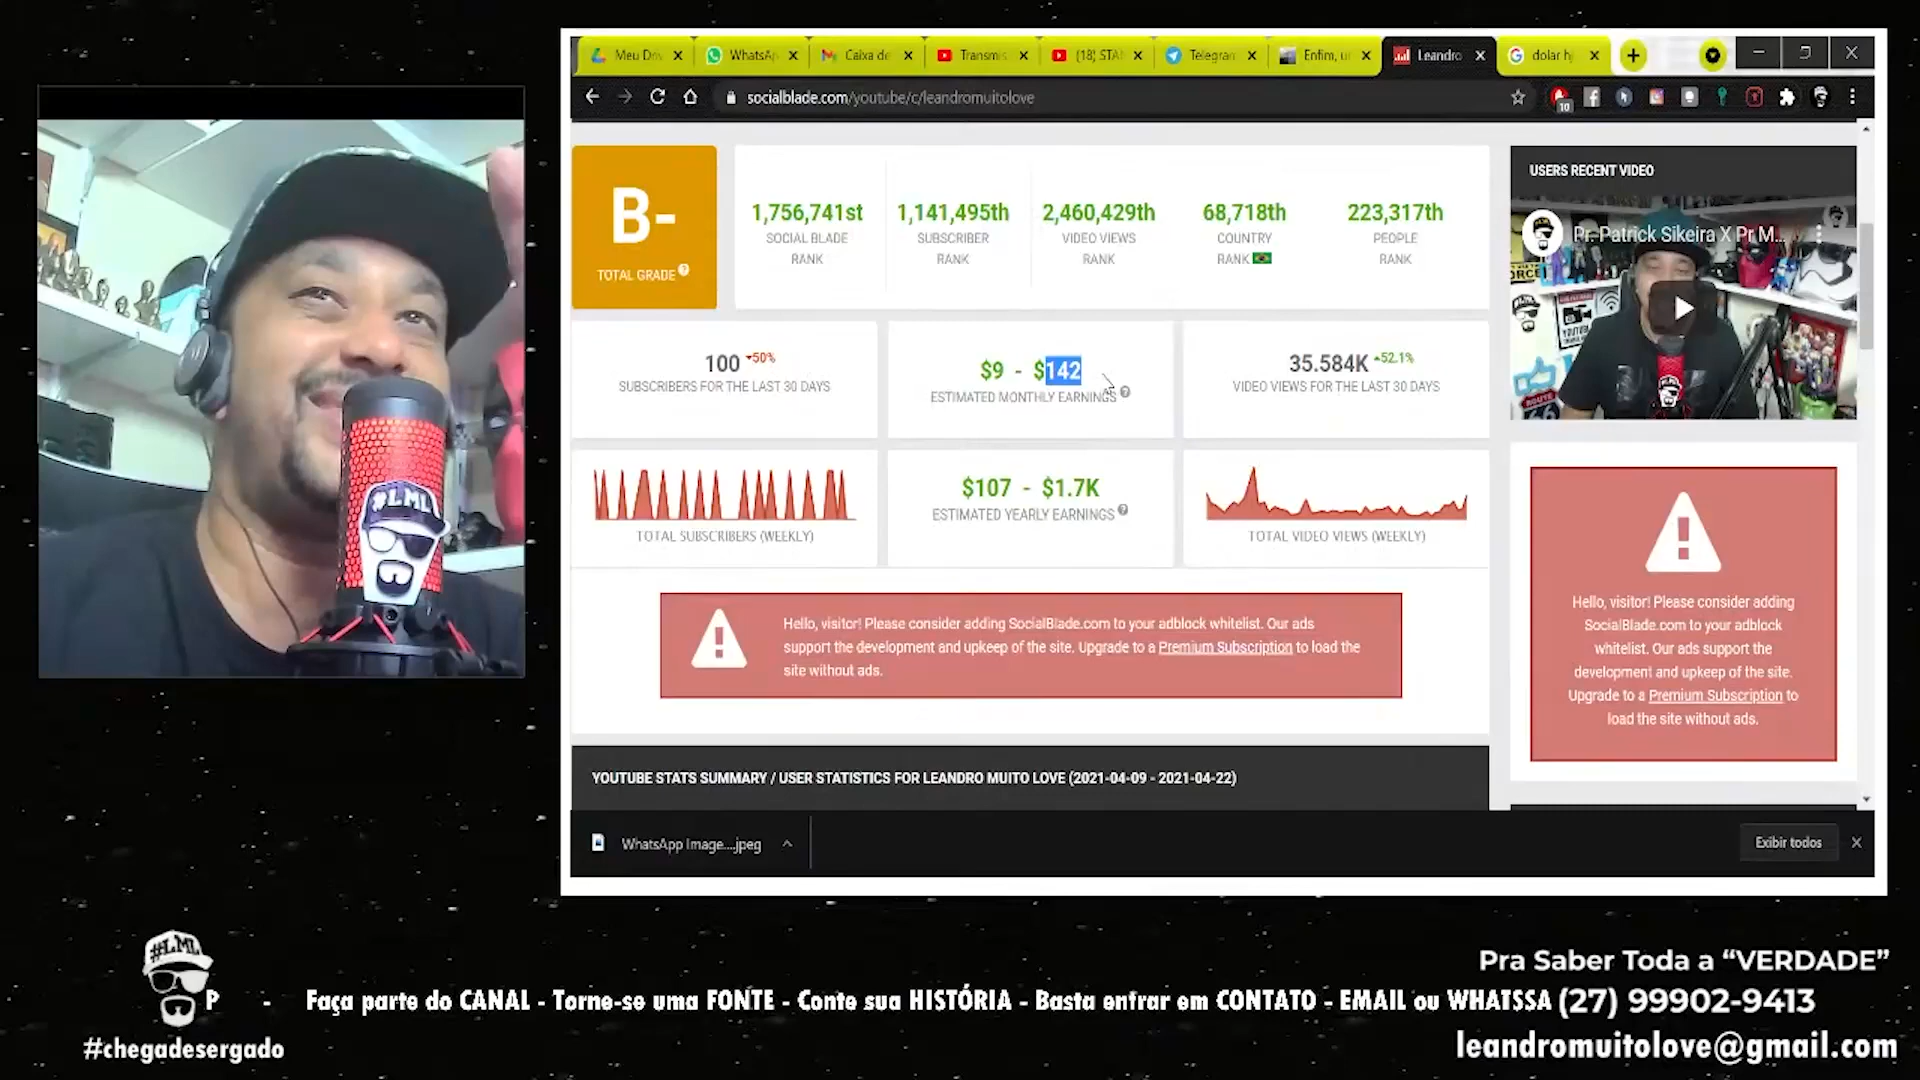 Meu Driv
WhatsAp
Caixa de
Transmis
(18) STAN
Telegram
Enfim, u
Leandro
dolar h
socialblade.com/youtube/c/leandromuitolove
10
B-
TOTAL GRADE
1,756,741st
SOCIAL BLADE
RANK
1,141,495th
SUBSCRIBER
RANK
2,460,429th
VIDEO VIEWS
RANK
68,718th
COUNTRY
RANK
223,317th
PEOPLE
RANK
USERS RECENT VIDEO
Pr. Patrick Sikeira X Pr M...
100 50%
SUBSCRIBERS FOR THE LAST 30 DAYS
$9 - $142
ESTIMATED MONTHLY EARNINGS
35.584K 52.1%
VIDEO VIEWS FOR THE LAST 30 DAYS
TOTAL SUBSCRIBERS (WEEKLY)
$107 - $1.7K
ESTIMATED YEARLY EARNINGS
TOTAL VIDEO VIEWS (WEEKLY)
Hello, visitor! Please consider adding SocialBlade.com to your adblock whitelist. Our ads
support the development and upkeep of the site. Upgrade to a Premium Subscription to load the
site without ads.
Hello, visitor! Please consider adding
SocialBlade.com to your adblock
whitelist. Our ads support the
development and upkeep of the site.
Upgrade to a Premium Subscription to
load the site without ads.
YOUTUBE STATS SUMMARY / USER STATISTICS FOR LEANDRO MUITO LOVE (2021-04-09 - 2021-04-22)
WhatsApp Image....jpeg
Exibir todos
#LML
#LML
#chegadesergado
P - Faça parte do CANAL - Torne-se uma FONTE - Conte sua HISTÓRIA - Basta entrar em CONTATO - EMAIL ou WHATSSA
Pra Saber Toda a “VERDADE”
(27) 99902-9413
leandromuitolove@gmail.com